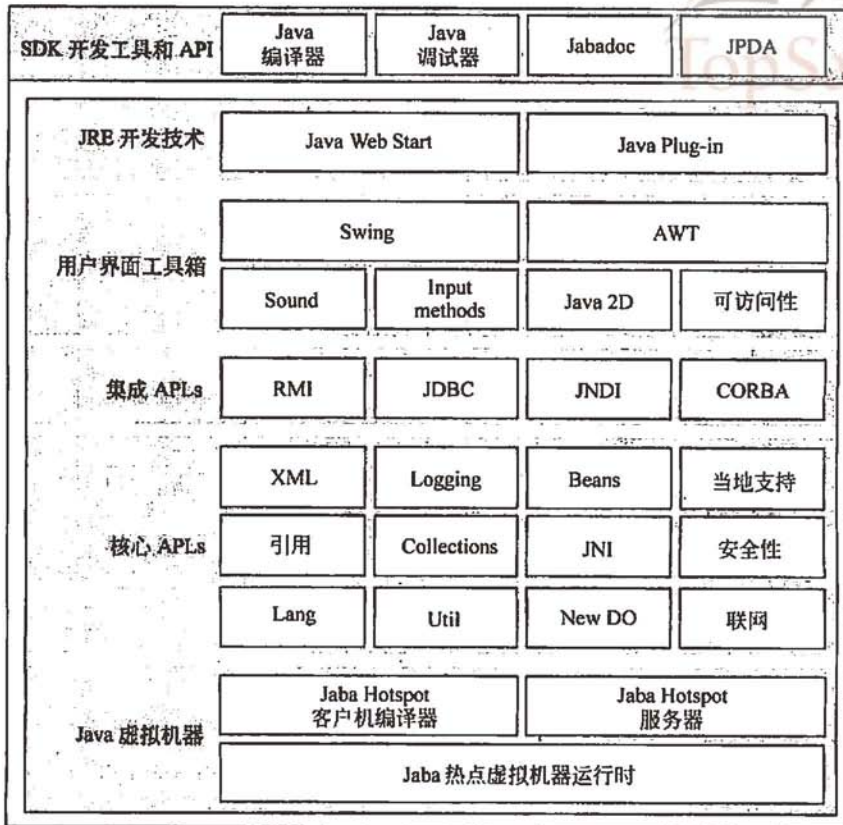 SDK 开发工具和 API
Java
编译器
Java
调试器
Jabadoc
JPDA
JRE 开发技术
Java Web Start
Java Plug-in
用户界面工具箱
Swing
AWT
Sound
Input
methods
Java 2D
可访问性
集成 APLs
RMI
JDBC
JNDI
CORBA
核心 APLs
XML
Logging
Beans
当地支持
引用
Collections
JNI
安全性
Lang
Util
New DO
联网
Java 虚拟机器
Jaba Hotspot
客户机编译器
Jaba Hotspot
服务器
Jaba 热点虚拟机器运行时
TopSa